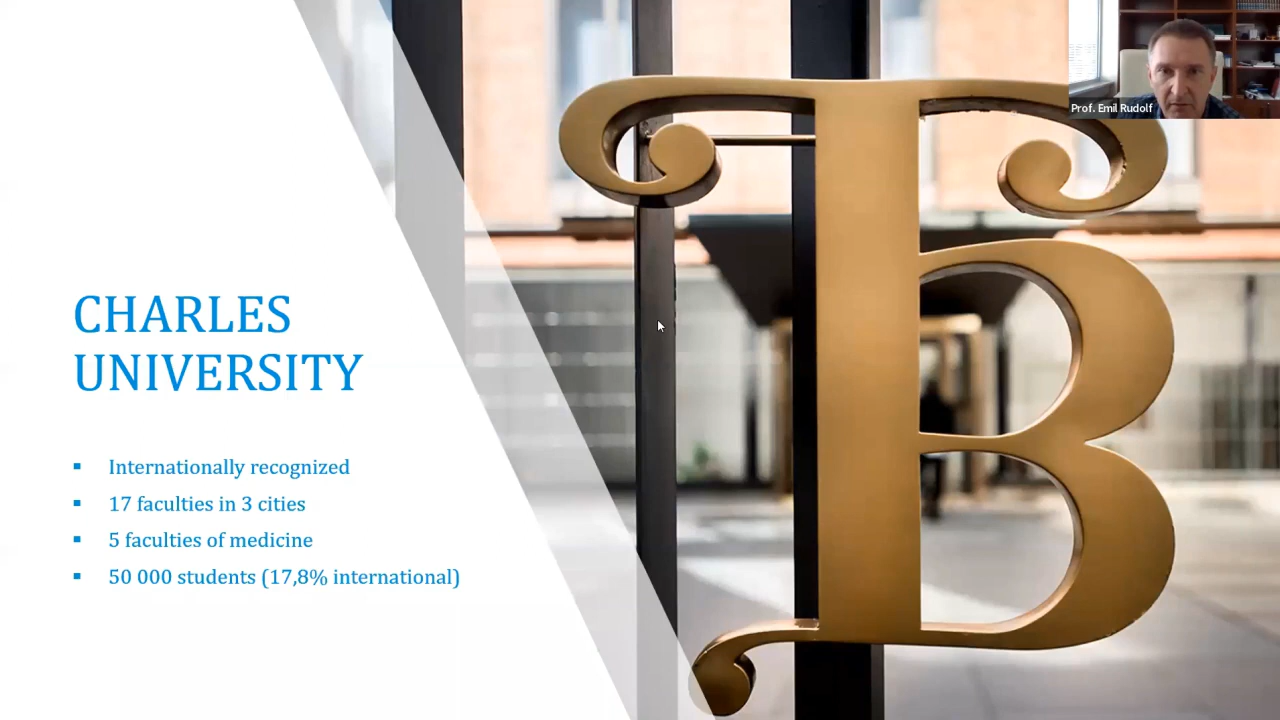 Prof. Emil Rudolf
CHARLES
UNIVERSITY
Internationally recognized
17 faculties in 3 cities
5 faculties of medicine
50 000 students (17,8% international)
B